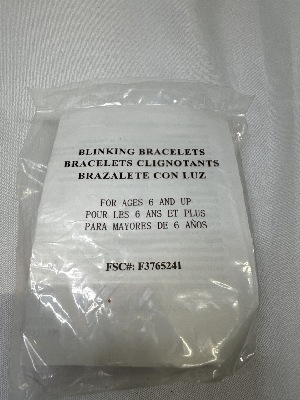 BLINKING BRACELETS
BRACELETS CLIGNOTANTS
BRAZALETE CON LUZ
FOR AGES 6 AND UP
POUR LES 6 ANS ET PLUS
PARA MAYORES DE 6 AÑOS
FSC#: F3765241